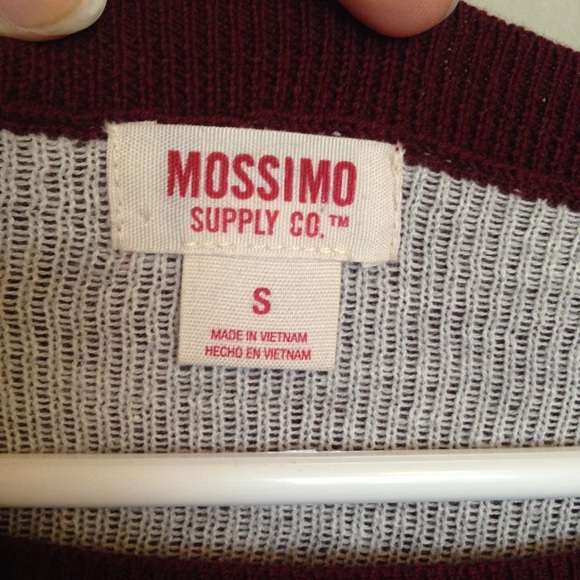 MOSSIMO
SUPPLY CO.™
S
MADE IN VIETNAM
HECHO EN VIETNAM